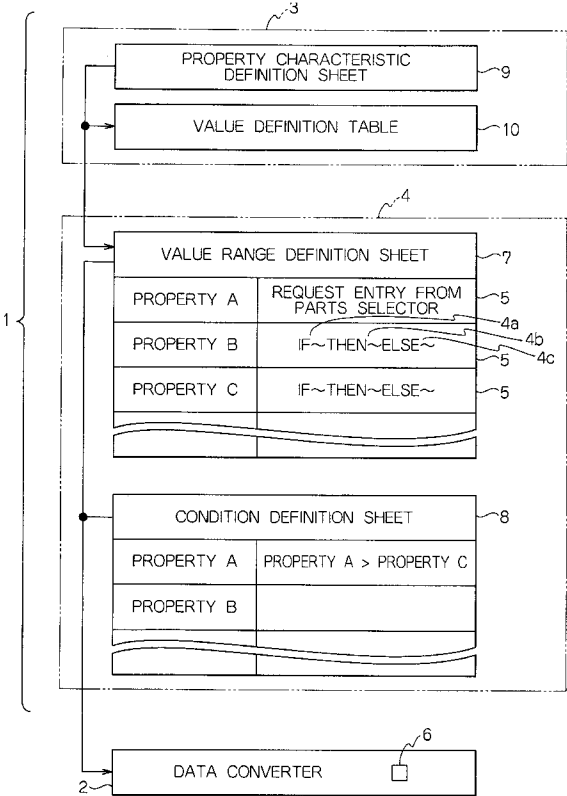 3
PROPERTY CHARACTERISTIC
DEFINITION SHEET
9
VALUE DEFINITION TABLE
10
4
1
VALUE RANGE DEFINITION SHEET
7
PROPERTY A
REQUEST ENTRY FROM
PARTS SELECTOR
5
4a
PROPERTY B
IF~THEN~ELSE~
4b
4c
5
PROPERTY C
IF~THEN~ELSE~
5
CONDITION DEFINITION SHEET
8
PROPERTY A
PROPERTY A > PROPERTY C
PROPERTY B
6
2
DATA CONVERTER